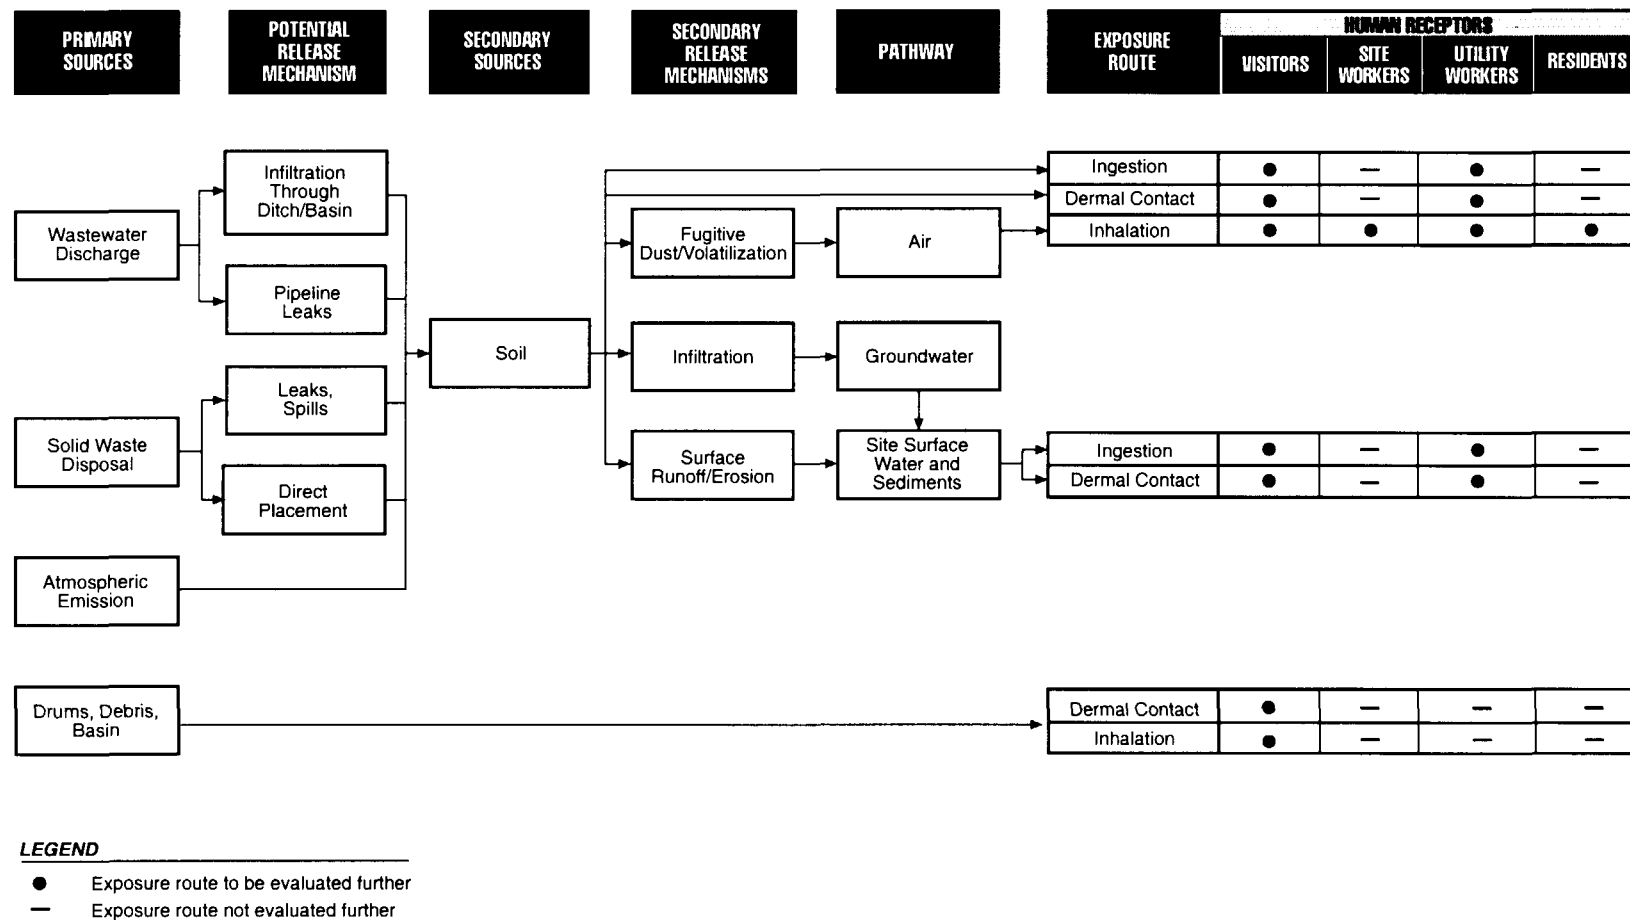 PRIMARY
SOURCES
POTENTIAL
RELEASE
MECHANISM
SECONDARY
SOURCES
SECONDARY
RELEASE
MECHANISMS
PATHWAY
EXPOSURE
ROUTE
HUMAN RECEPTORS
VISITORS
SITE
WORKERS
UTILITY
WORKERS
RESIDENTS
Wastewater
Discharge
Infiltration
Through
Ditch/Basin
Pipeline
Leaks
Solid Waste
Disposal
Leaks,
Spills
Direct
Placement
Atmospheric
Emission
Soil
Fugitive
Dust/Volatilization
Air
Infiltration
Groundwater
Surface
Runoff/Erosion
Site Surface
Water and
Sediments
Ingestion ● — ● —
Dermal Contact ● — ● —
Inhalation ● ● ● ●
Ingestion ● — ● —
Dermal Contact ● — ● —
Drums, Debris,
Basin
Dermal Contact ● — — —
Inhalation ● — — —
LEGEND
● Exposure route to be evaluated further
— Exposure route not evaluated further